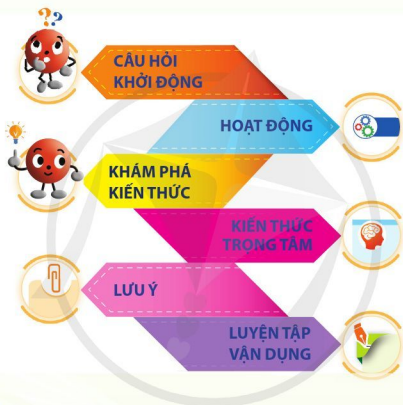 CÂU HỎI
KHỞI ĐỘNG
HOẠT ĐỘNG
KHÁM PHÁ
KIẾN THỨC
KIẾN THỨC
TRỌNG TÂM
LƯU Ý
LUYỆN TẬP
VẬN DỤNG